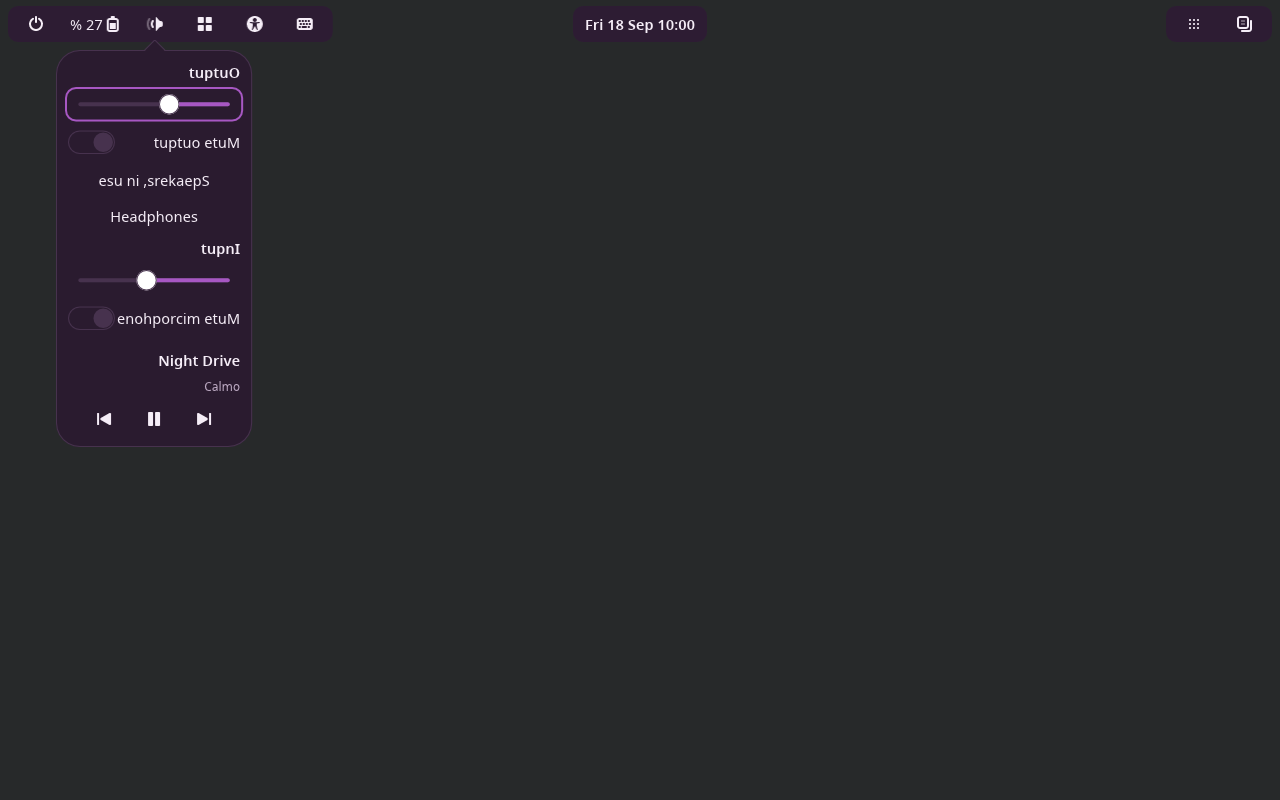 % 27
Fri 18 Sep 10:00
tuptuO
tuptuo etuM
esu ni ,srekaepS
Headphones
tupnI
enohporcim etuM
Night Drive
Calmo